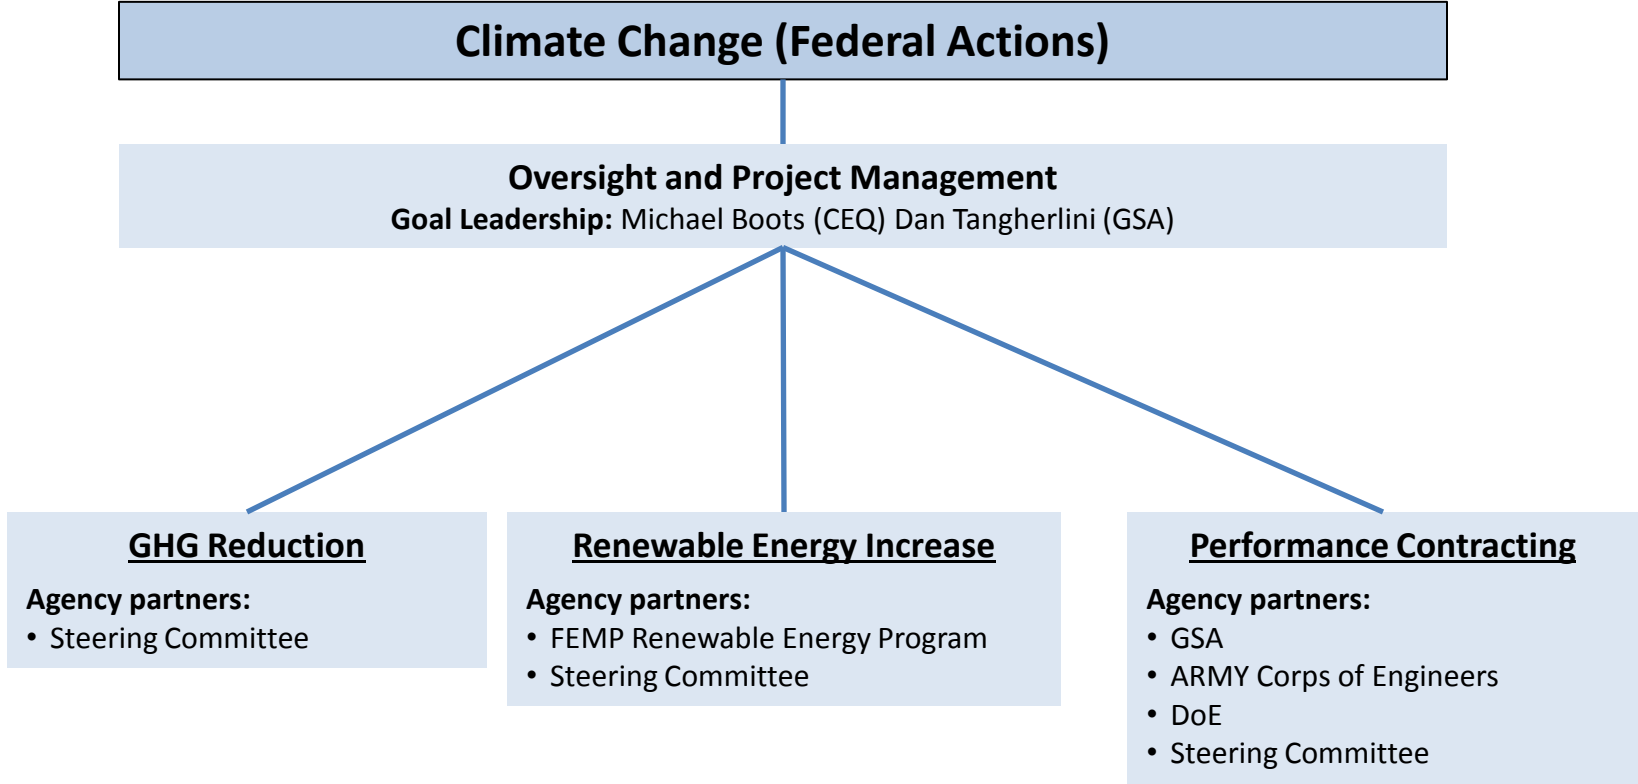 Climate Change (Federal Actions)
Oversight and Project Management
Goal Leadership: Michael Boots (CEQ) Dan Tangherlini (GSA)
GHG Reduction
Agency partners:
• Steering Committee
Renewable Energy Increase
Agency partners:
• FEMP Renewable Energy Program
• Steering Committee
Performance Contracting
Agency partners:
• GSA
• ARMY Corps of Engineers
• DoE
• Steering Committee